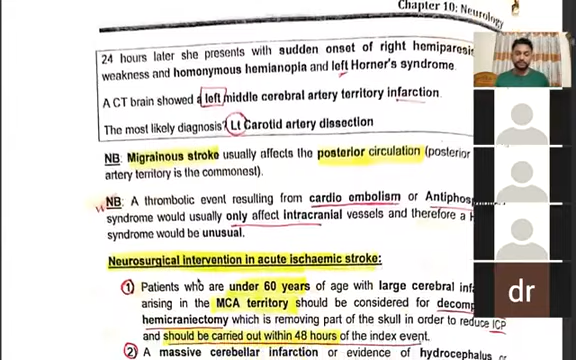 Chapter 10: Neurology
24 hours later she presents with sudden onset of right hemiparesis
weakness and homonymous hemianopia and left Horner's syndrome
A CT brain showed a left middle cerebral artery territory infarction.
The most likely diagnosis? Lt Carotid artery dissection
NB: Migrainous stroke usually affects the posterior circulation (posterior
artery territory is the commonest).
NB: A thrombotic event resulting from cardio embolism or
syndrome would usually only affect intracranial vessels and therefore a
syndrome would be unusual.
Neurosurgical intervention in acute ischaemic stroke:
1 Patients who are under 60 years of age with large cerebral
arising in the MCA territory should be considered for
hemicraniectomy which is removing part of the skull in order to reduce ICP
and should be carried out within 48 hours of the index event.
2 A massive cerebellar infarction or evidence of hydrocephalus or
dr